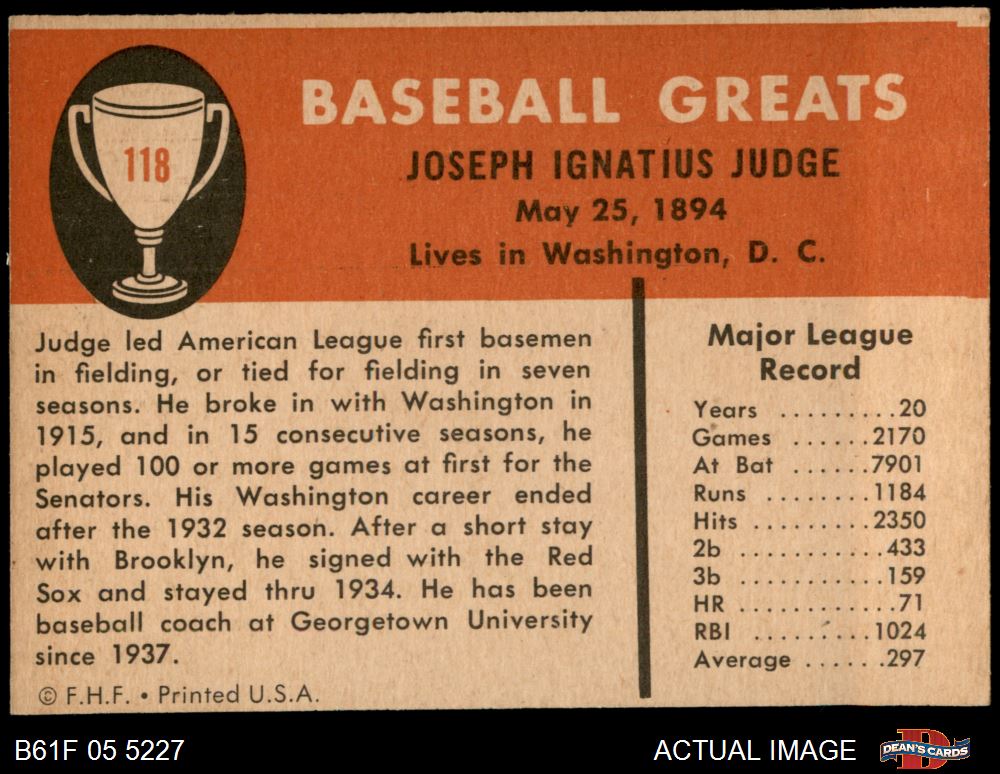 118
BASEBALL GREATS
JOSEPH IGNATIUS JUDGE
May 25, 1894
Lives in Washington, D. C.
Judge led American League first basemen
in fielding, or tied for fielding in seven
seasons. He broke in with Washington in
1915, and in 15 consecutive seasons, he
played 100 or more games at first for the
Senators. His Washington career ended
after the 1932 season. After a short stay
with Brooklyn, he signed with the Red
Sox and stayed thru 1934. He has been
baseball coach at Georgetown University
since 1937.
© F.H.F. • Printed U.S.A.
Major League
Record
Years .........20
Games ......2170
At Bat ......7901
Runs ........1184
Hits .........2350
2b ...........433
3b ...........159
HR ............71
RBI .........1024
Average ......297
B61F 05 5227
ACTUAL IMAGE
D
DEAN'S CARDS